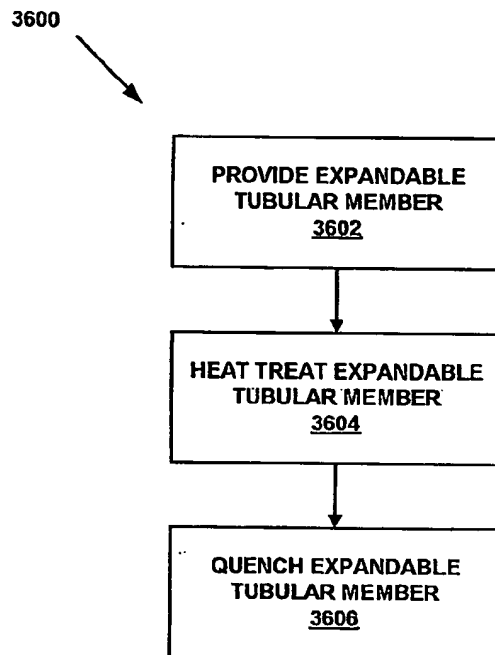 3600
PROVIDE EXPANDABLE
TUBULAR MEMBER
3602
HEAT TREAT EXPANDABLE
TUBULAR MEMBER
3604
QUENCH EXPANDABLE
TUBULAR MEMBER
3606